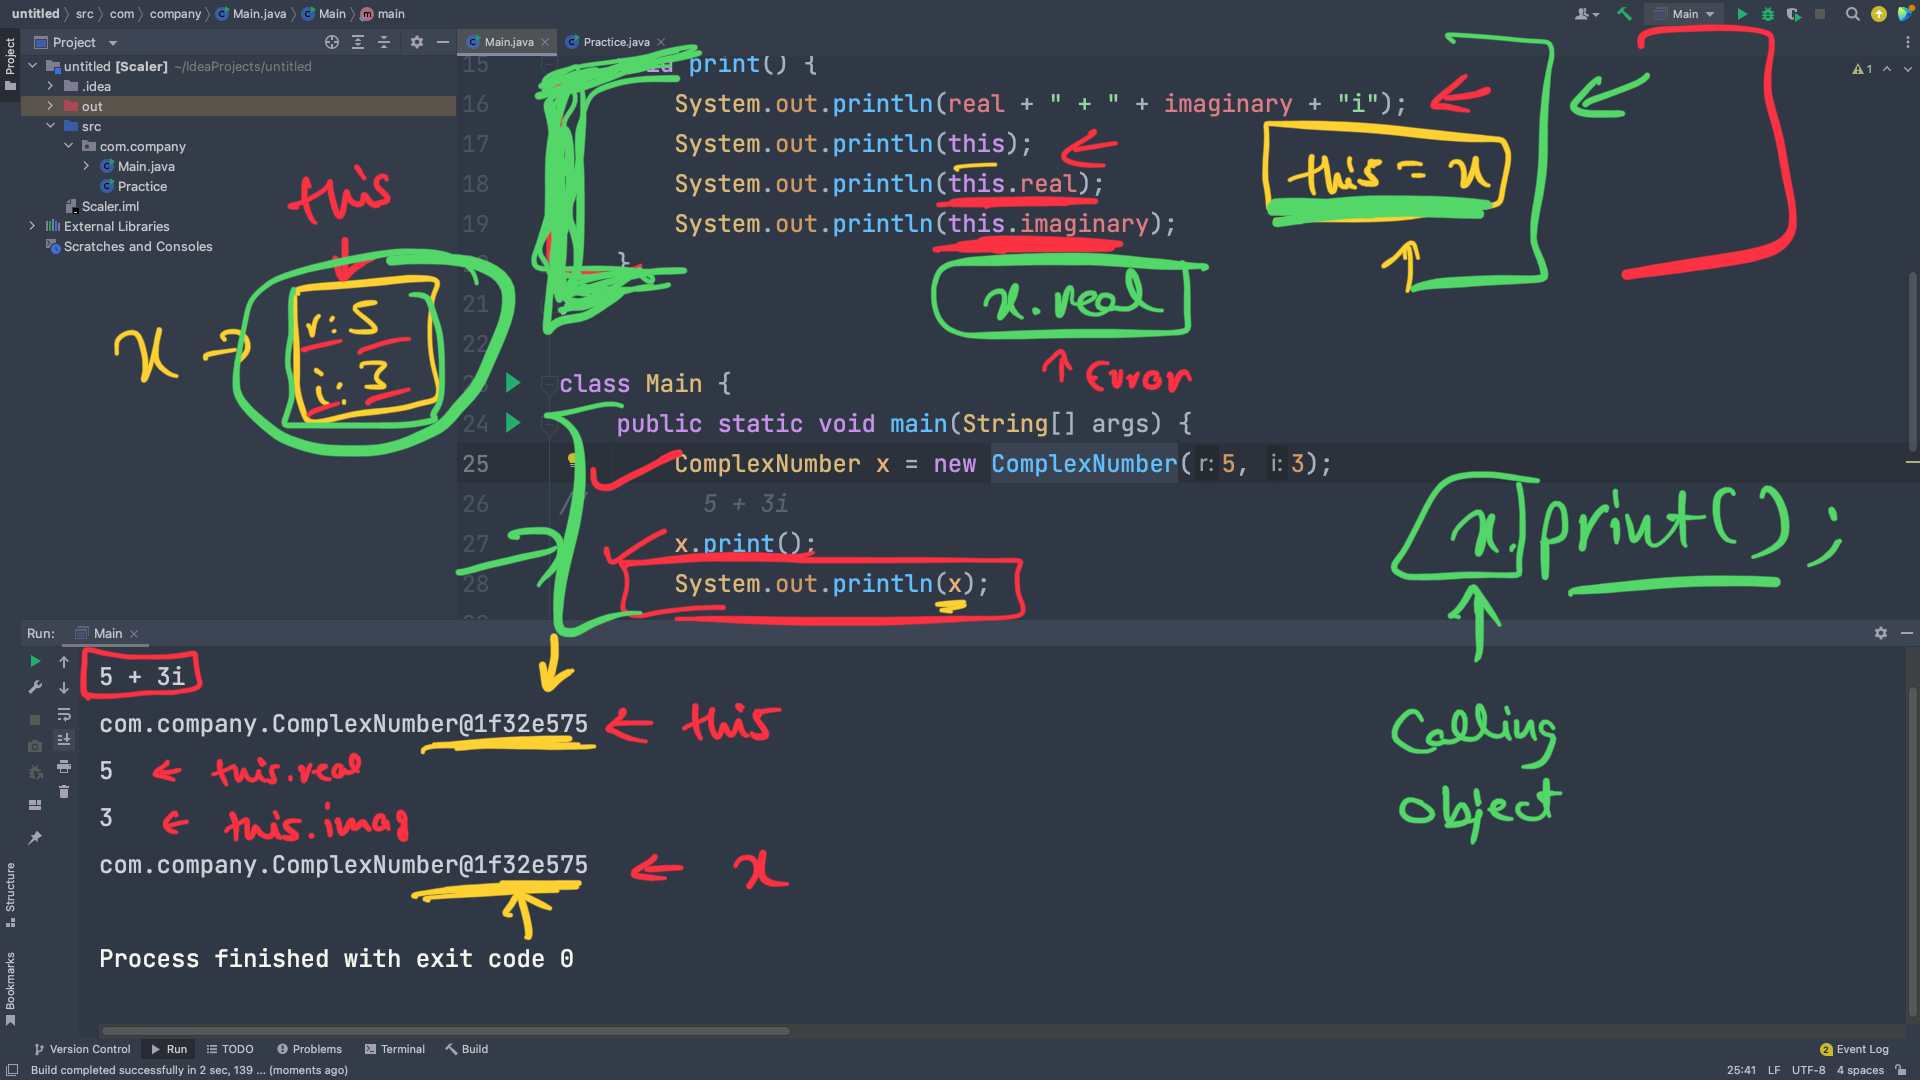 untitled src com company Main.java Main main
Main
Project
Project
Main.java
Practice.java
1
untitled [Scaler] ~/IdeaProjects/untitled
.idea
out
src
com.company
Main.java
Practice
Scaler.iml
External Libraries
Scratches and Consoles
15 print() {
16 System.out.println(real + " + " + imaginary + "i");
17 System.out.println(this);
18 System.out.println(this.real);
19 System.out.println(this.imaginary);
}
21
22
class Main {
24 public static void main(String[] args) {
25 ComplexNumber x = new ComplexNumber( r: 5, i: 3);
26 // 5 + 3i
27 x.print();
28 System.out.println(x);
this = x
this
x → r: 5
i: 3
x.real
Error
x.print();
Calling
object
Run: Main
5 + 3i
com.company.ComplexNumber@1f32e575 ← this
5 ← this.real
3 ← this.imag
com.company.ComplexNumber@1f32e575 ← x
Process finished with exit code 0
Structure
Bookmarks
Version Control Run TODO Problems Terminal Build
2 Event Log
Build completed successfully in 2 sec, 139 ... (moments ago)
25:41 LF UTF-8 4 spaces